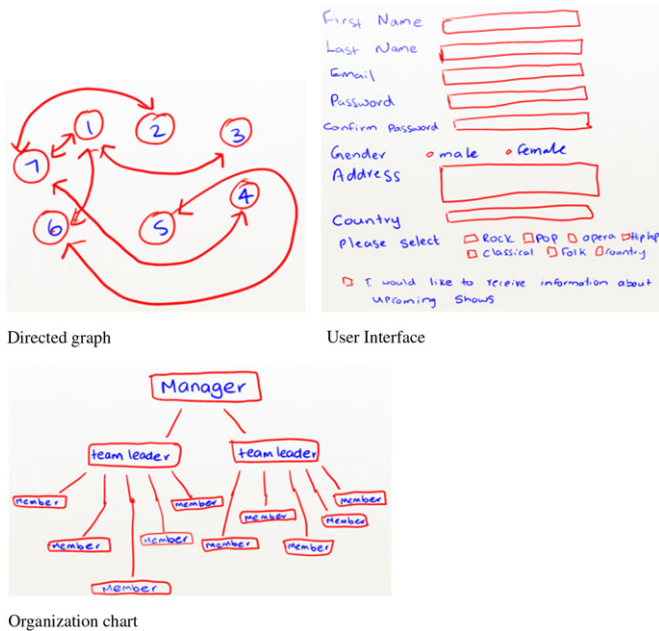 First Name
Last Name
Email
Password
Confirm Password
Gender male female
Address
Country
Please select Rock Pop opera Hiphop
Classical Folk Country
I would like to receive information about
upcoming shows
1 2 3
7
4
6 5
Directed graph User Interface
Manager
team leader team leader
Member Member Member Member Member
Member Member Member Member Member
Organization chart